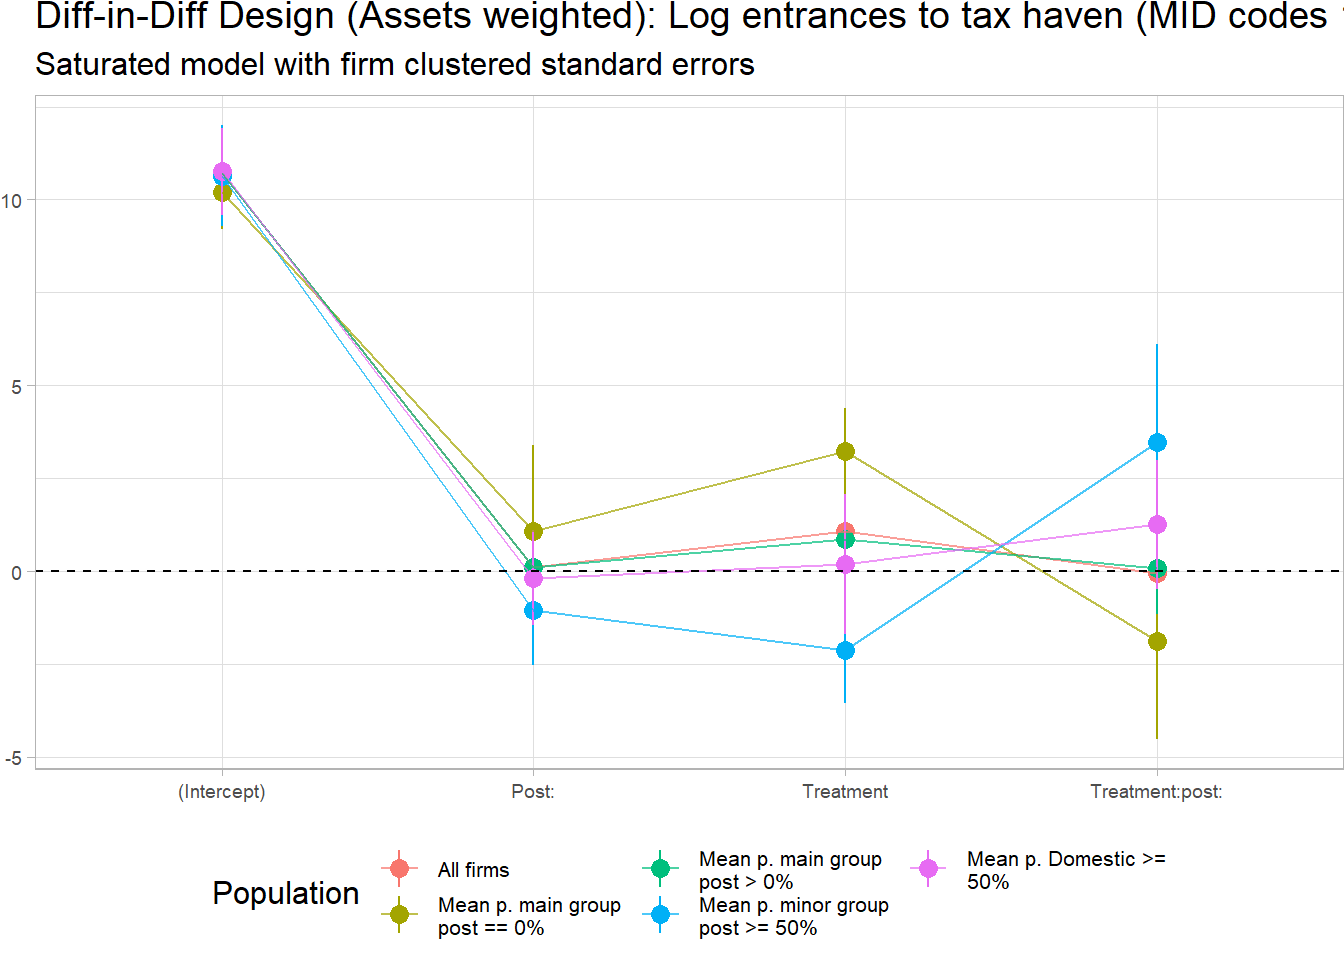 Diff-in-Diff Design (Assets weighted): Log entrances to tax haven (MID codes
Saturated model with firm clustered standard errors
10
5
0
-5
(Intercept) Post: Treatment Treatment:post:
Population
All firms
Mean p. main group
post == 0%
Mean p. main group
post > 0%
Mean p. minor group
post >= 50%
Mean p. Domestic >=
50%